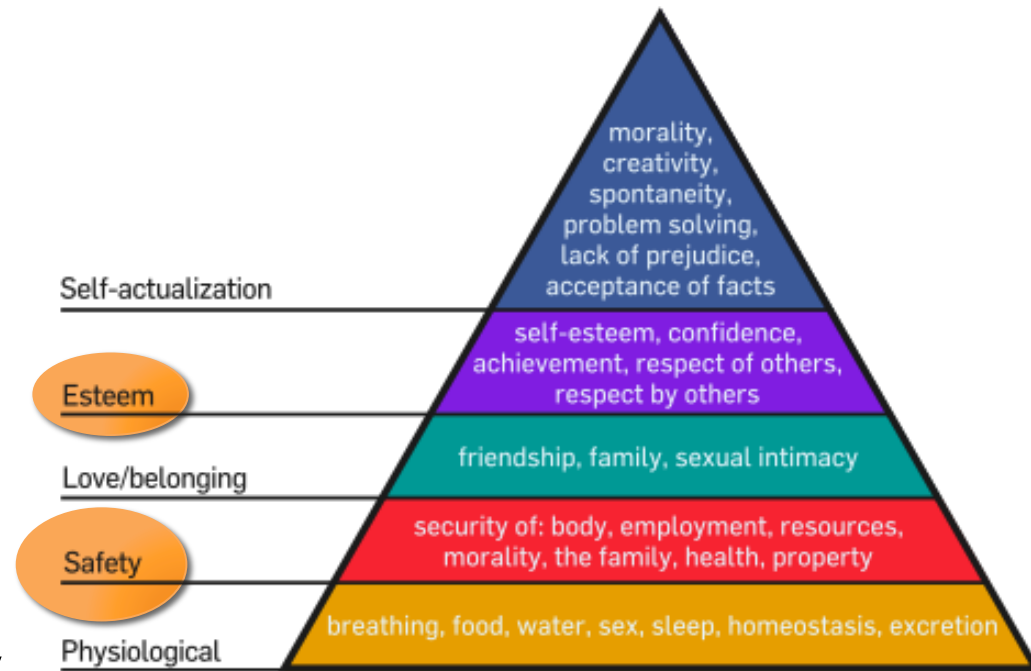 morality,
creativity,
spontaneity,
problem solving,
lack of prejudice,
acceptance of facts
Self-actualization
self-esteem, confidence,
achievement, respect of others,
respect by others
Esteem
friendship, family, sexual intimacy
Love/belonging
security of: body, employment, resources,
morality, the family, health, property
Safety
breathing, food, water, sex, sleep, homeostasis, excretion
Physiological